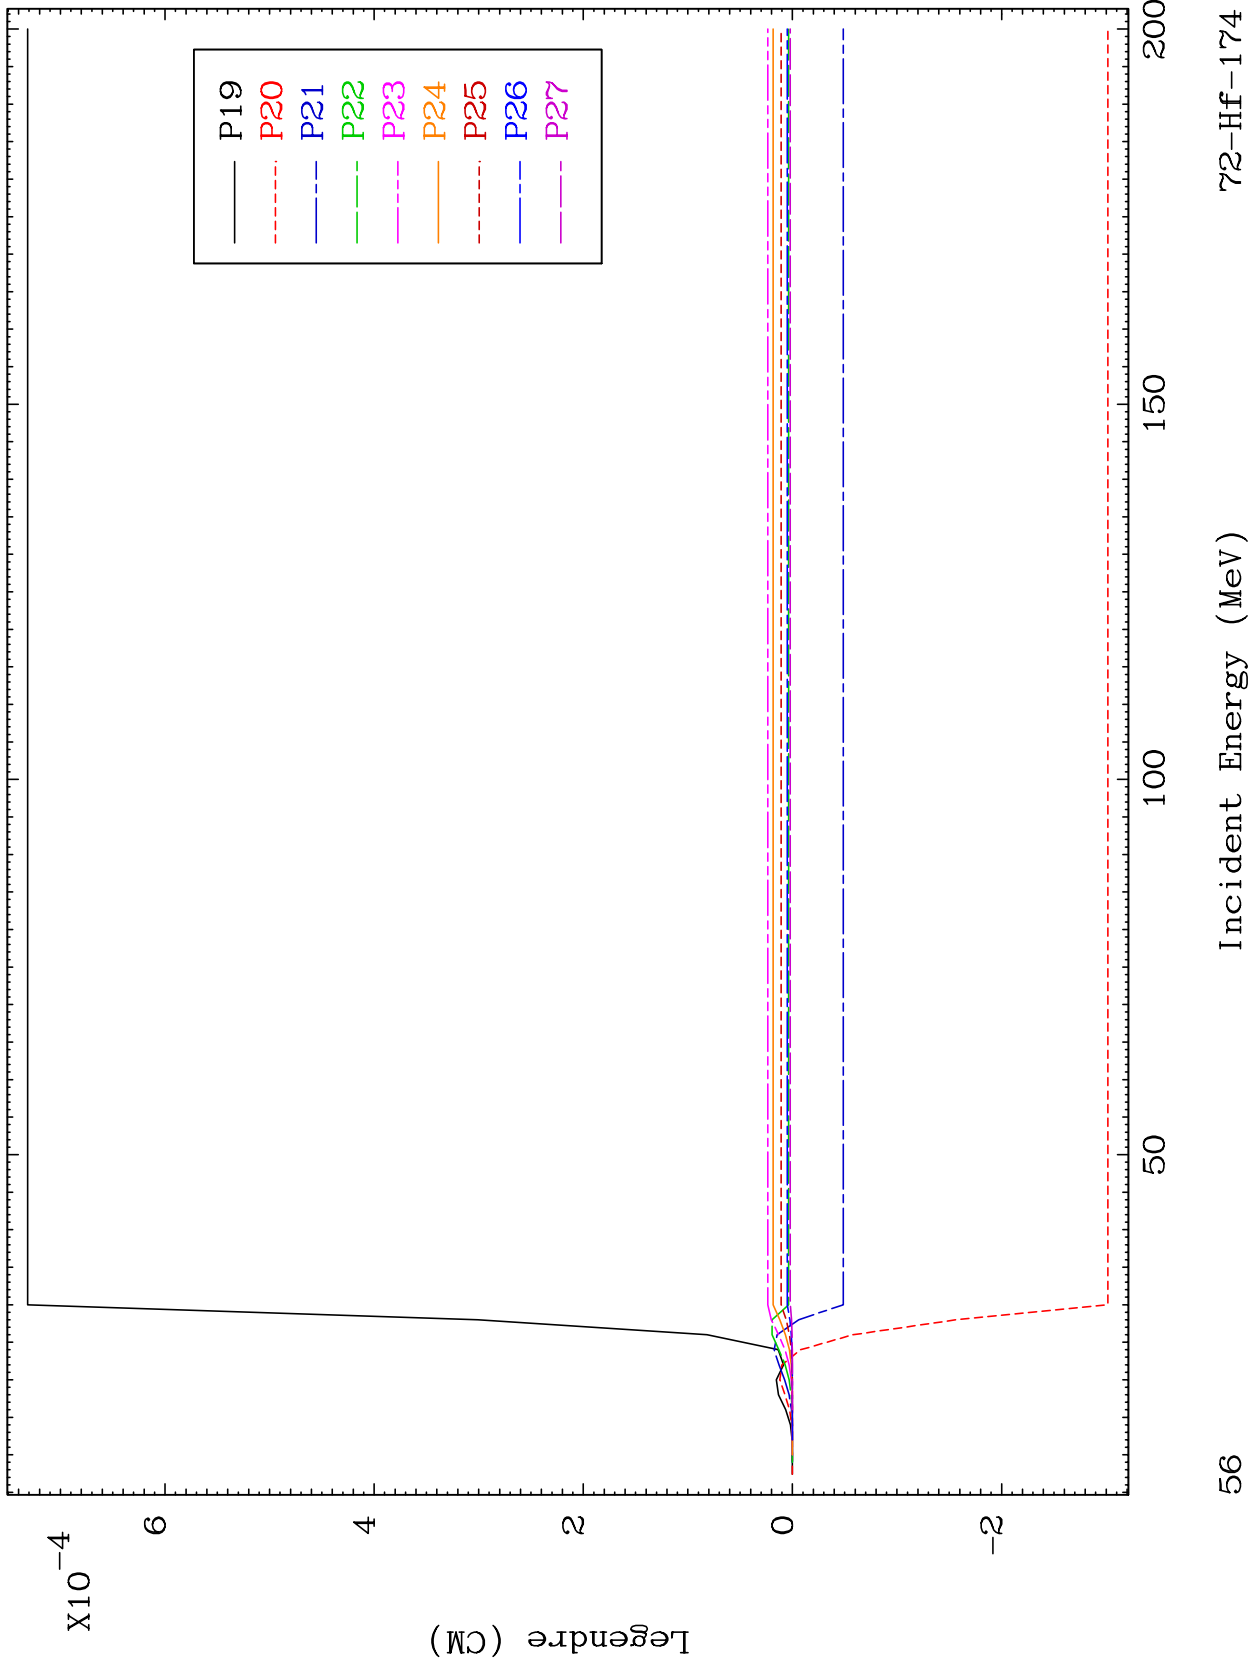 X10-4
6
4
2
0
-2
Legendre (CM)
P19
P20
P21
P22
P23
P24
P25
P26
P27
50
100
150
200
Incident Energy (MeV)
56
72-Hf-174